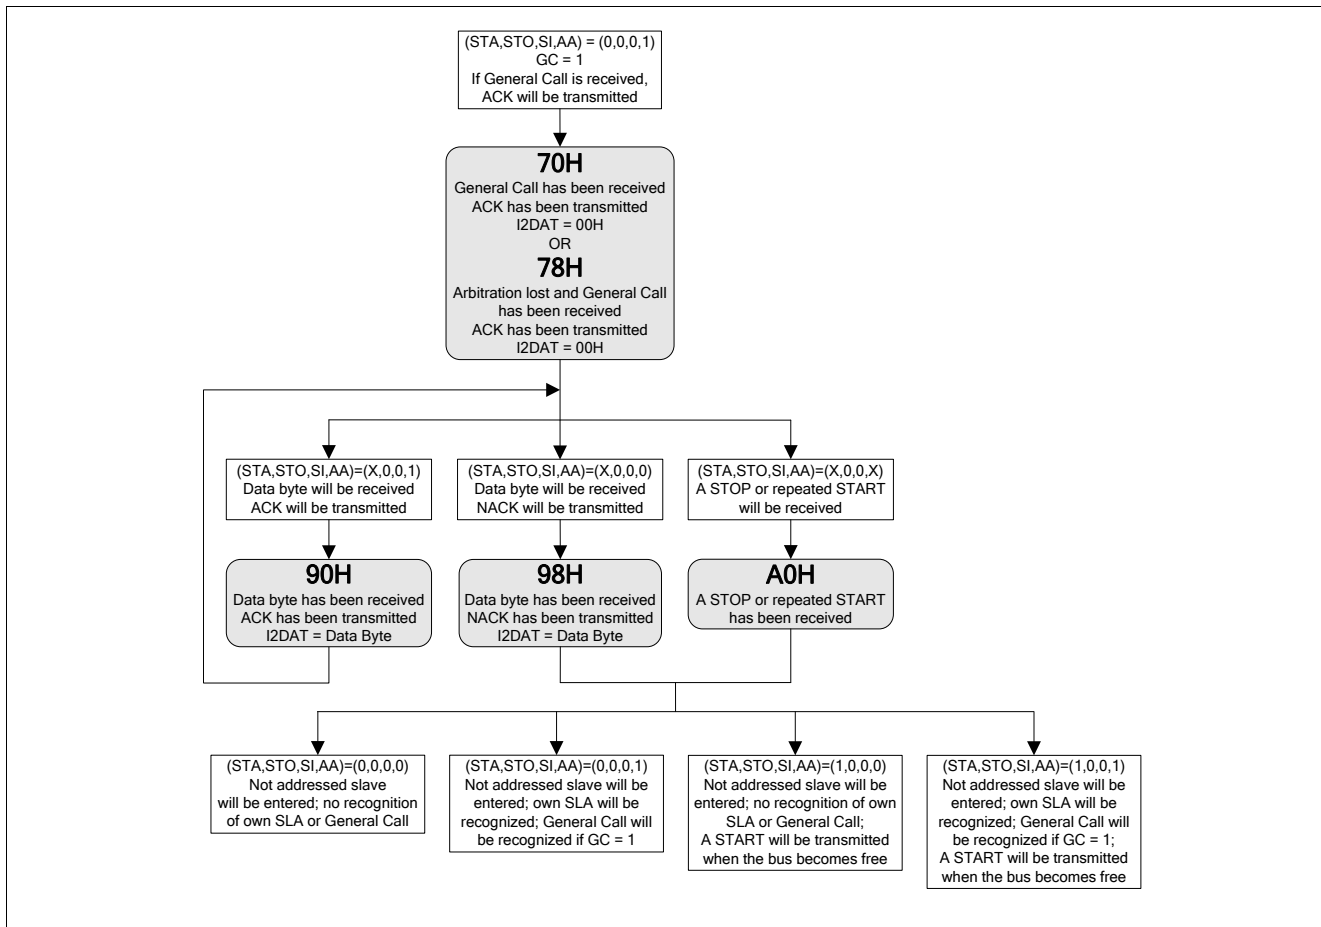 (STA,STO,SI,AA) = (0,0,0,1)
GC = 1
If General Call is received,
ACK will be transmitted
70H
General Call has been received
ACK has been transmitted
I2DAT = 00H
OR
78H
Arbitration lost and General Call
has been received
ACK has been transmitted
I2DAT = 00H
(STA,STO,SI,AA)=(X,0,0,1)
Data byte will be received
ACK will be transmitted
(STA,STO,SI,AA)=(X,0,0,0)
Data byte will be received
NACK will be transmitted
(STA,STO,SI,AA)=(X,0,0,X)
A STOP or repeated START
will be received
90H
Data byte has been received
ACK has been transmitted
I2DAT = Data Byte
98H
Data byte has been received
NACK has been transmitted
I2DAT = Data Byte
A0H
A STOP or repeated START
has been received
(STA,STO,SI,AA)=(0,0,0,0)
Not addressed slave
will be entered; no recognition
of own SLA or General Call
(STA,STO,SI,AA)=(0,0,0,1)
Not addressed slave will be
entered; own SLA will be
recognized; General Call will
be recognized if GC = 1
(STA,STO,SI,AA)=(1,0,0,0)
Not addressed slave will be
entered; no recognition of own
SLA or General Call;
A START will be transmitted
when the bus becomes free
(STA,STO,SI,AA)=(1,0,0,1)
Not addressed slave will be
entered; own SLA will be
recognized; General Call will
be recognized if GC = 1;
A START will be transmitted
when the bus becomes free